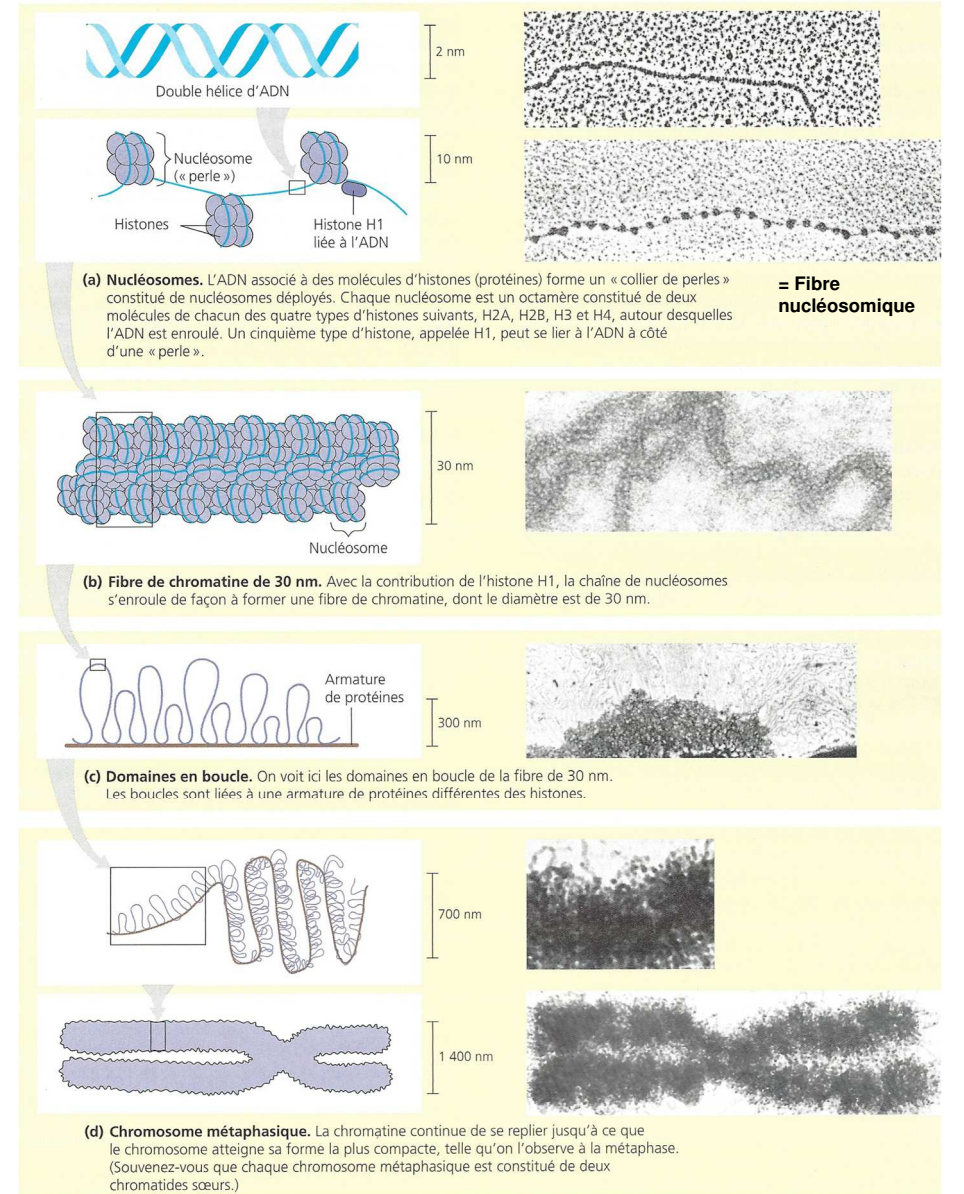 2 nm
Double hélice d'ADN
10 nm
Nucléosome
(« perle »)
Histones
Histone H1
liée à l'ADN
(a) Nucléosomes. L'ADN associé à des molécules d'histones (protéines) forme un « collier de perles »
constitué de nucléosomes déployés. Chaque nucléosome est un octamère constitué de deux
molécules de chacun des quatre types d'histones suivants, H2A, H2B, H3 et H4, autour desquelles
l'ADN est enroulé. Un cinquième type d'histone, appelée H1, peut se lier à l'ADN à côté
d'une « perle ».
= Fibre
nucléosomique
30 nm
Nucléosome
(b) Fibre de chromatine de 30 nm. Avec la contribution de l'histone H1, la chaîne de nucléosomes
s'enroule de façon à former une fibre de chromatine, dont le diamètre est de 30 nm.
Armature
de protéines
300 nm
(c) Domaines en boucle. On voit ici les domaines en boucle de la fibre de 30 nm.
Les boucles sont liées à une armature de protéines différentes des histones.
700 nm
1 400 nm
(d) Chromosome métaphasique. La chromatine continue de se replier jusqu'à ce que
le chromosome atteigne sa forme la plus compacte, telle qu'on l'observe à la métaphase.
(Souvenez-vous que chaque chromosome métaphasique est constitué de deux
chromatides sœurs.)